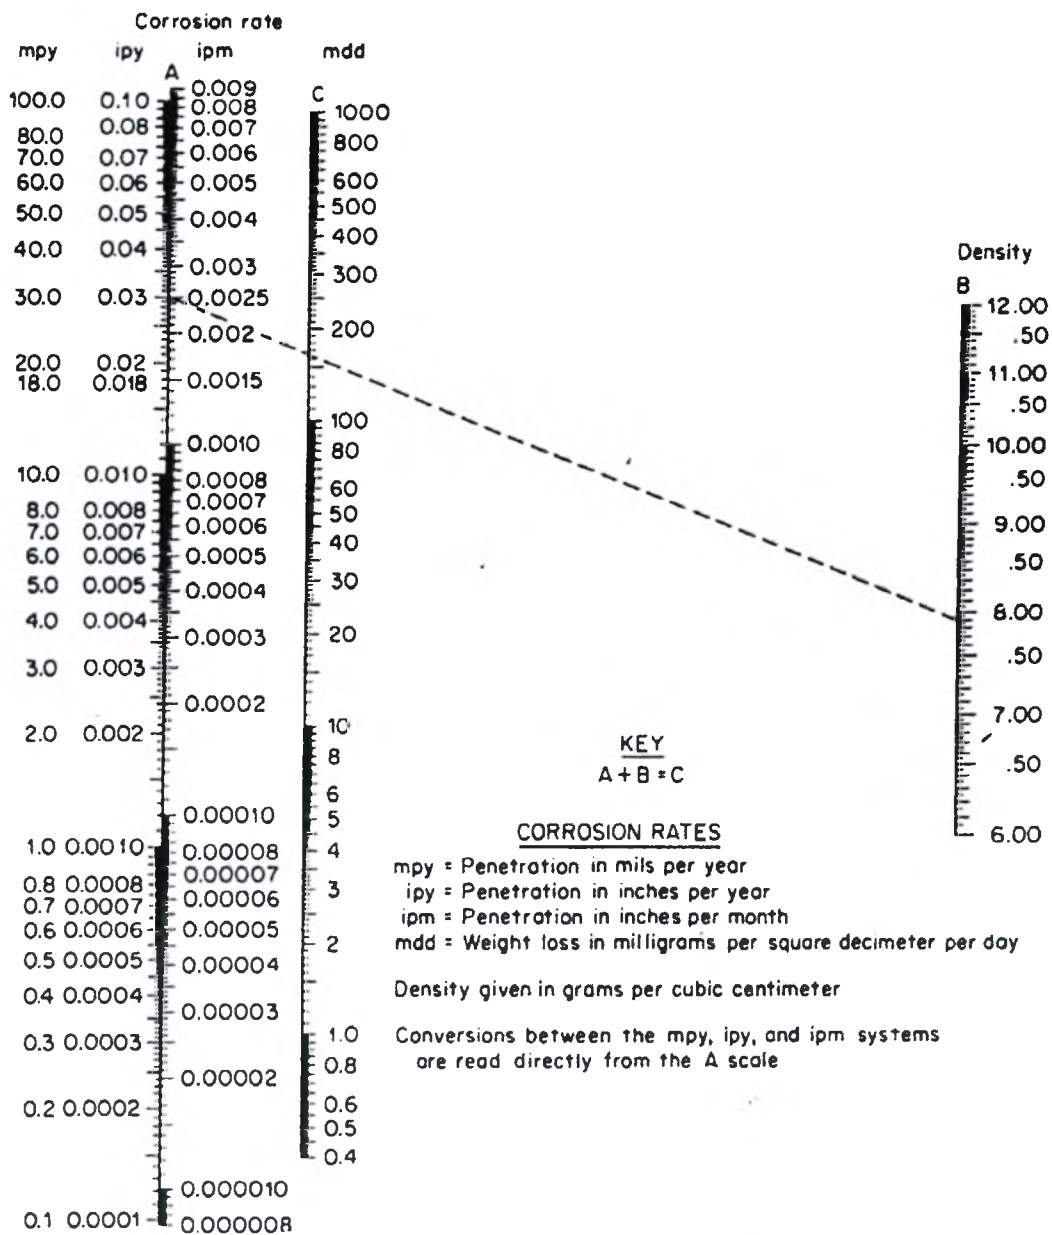 Corrosion rate
mpy ipy ipm mdd
A
C
100.0 0.10 0.009
0.008 1000
80.0 0.08 0.007 800
70.0 0.07 0.006
60.0 0.06 0.005 600
50.0 0.05 0.004 500
40.0 0.04 400
0.003 300
30.0 0.03 0.0025
0.002 200
20.0 0.02
18.0 0.018 0.0015
100
0.0010 80
10.0 0.010 0.0008 60
8.0 0.008 0.0007 50
7.0 0.007 0.0006 40
6.0 0.006 0.0005
5.0 0.005 0.0004 30
4.0 0.004
0.0003 20
3.0 0.003
0.0002
2.0 0.002 10
8
6
0.00010 5
1.0 0.0010 0.00008 4
0.8 0.0008 0.00007 3
0.7 0.0007 0.00006
0.6 0.0006 0.00005 2
0.5 0.0005 0.00004
0.4 0.0004 0.00003
0.3 0.0003 1.0
0.00002 0.8
0.2 0.0002 0.6
0.5
0.4
0.000010
0.1 0.0001 0.000008
Density
B
12.00
.50
11.00
.50
10.00
.50
9.00
.50
8.00
.50
7.00
.50
6.00
KEY
A + B = C
CORROSION RATES
mpy = Penetration in mils per year
ipy = Penetration in inches per year
ipm = Penetration in inches per month
mdd = Weight loss in milligrams per square decimeter per day
Density given in grams per cubic centimeter
Conversions between the mpy, ipy, and ipm systems
are read directly from the A scale